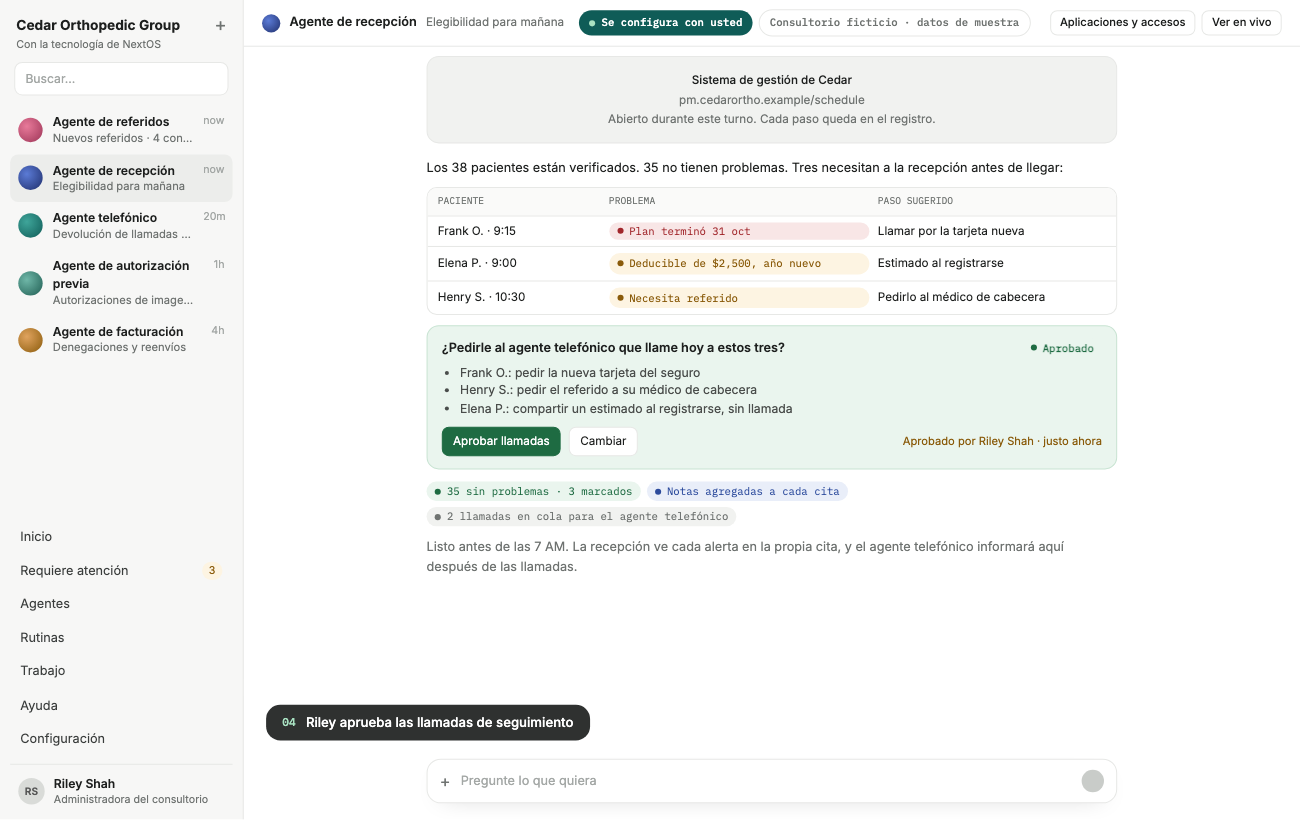 Cedar Orthopedic Group
+
Con la tecnología de NextOS
Buscar...
Agente de referidos
now
Nuevos referidos · 4 con...
Agente de recepción
now
Elegibilidad para mañana
Agente telefónico
20m
Devolución de llamadas ...
Agente de autorización previa
1h
Autorizaciones de image...
Agente de facturación
4h
Denegaciones y reenvíos
Inicio
Requiere atención
3
Agentes
Rutinas
Trabajo
Ayuda
Configuración
RS
Riley Shah
Administradora del consultorio
Agente de recepción
Elegibilidad para mañana
Se configura con usted
Consultorio ficticio · datos de muestra
Aplicaciones y accesos
Ver en vivo
Sistema de gestión de Cedar
pm.cedarortho.example/schedule
Abierto durante este turno. Cada paso queda en el registro.
Los 38 pacientes están verificados. 35 no tienen problemas. Tres necesitan a la recepción antes de llegar:
PACIENTE PROBLEMA PASO SUGERIDO
Frank O. · 9:15 Plan terminó 31 oct Llamar por la tarjeta nueva
Elena P. · 9:00 Deducible de $2,500, año nuevo Estimado al registrarse
Henry S. · 10:30 Necesita referido Pedirlo al médico de cabecera
¿Pedirle al agente telefónico que llame hoy a estos tres?
Aprobado
• Frank O.: pedir la nueva tarjeta del seguro
• Henry S.: pedir el referido a su médico de cabecera
• Elena P.: compartir un estimado al registrarse, sin llamada
Aprobar llamadas
Cambiar
Aprobado por Riley Shah · justo ahora
35 sin problemas · 3 marcados
Notas agregadas a cada cita
2 llamadas en cola para el agente telefónico
Listo antes de las 7 AM. La recepción ve cada alerta en la propia cita, y el agente telefónico informará aquí
después de las llamadas.
04 Riley aprueba las llamadas de seguimiento
+ Pregunte lo que quiera